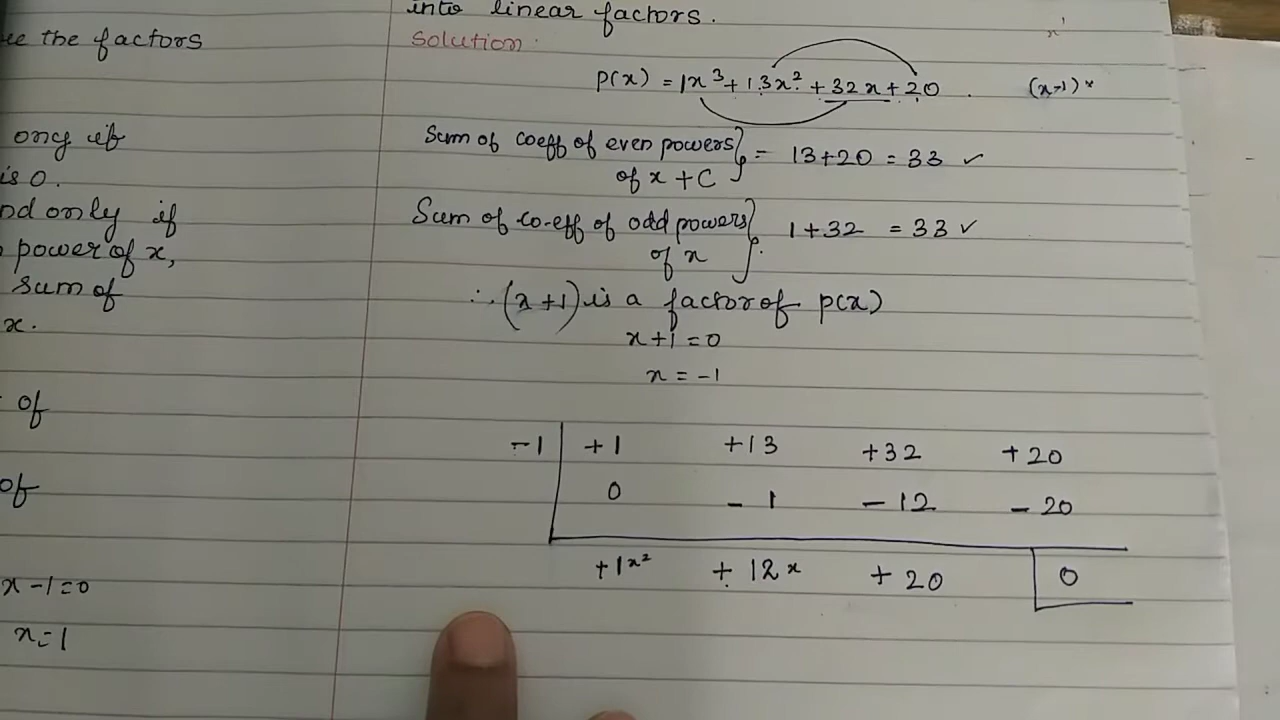 into linear factors.
the factors
Solution.
P(x) = 1x³ + 13x² + 32x + 20
(x-1) x
only if
Sum of coeff of even powers of x + C } = 13+20 = 33 ✓
is 0.
and only if
Sum of co-eff of odd powers of x } 1+32 = 33 ✓
power of x,
sum of
x.
∴ (x+1) is a factor of p(x)
x+1 = 0
x = -1
of
-1 | +1 +13 +32 +20
0 -1 -12 -20
of
+1x² + 12x + 20 0
x-1=0
x=1